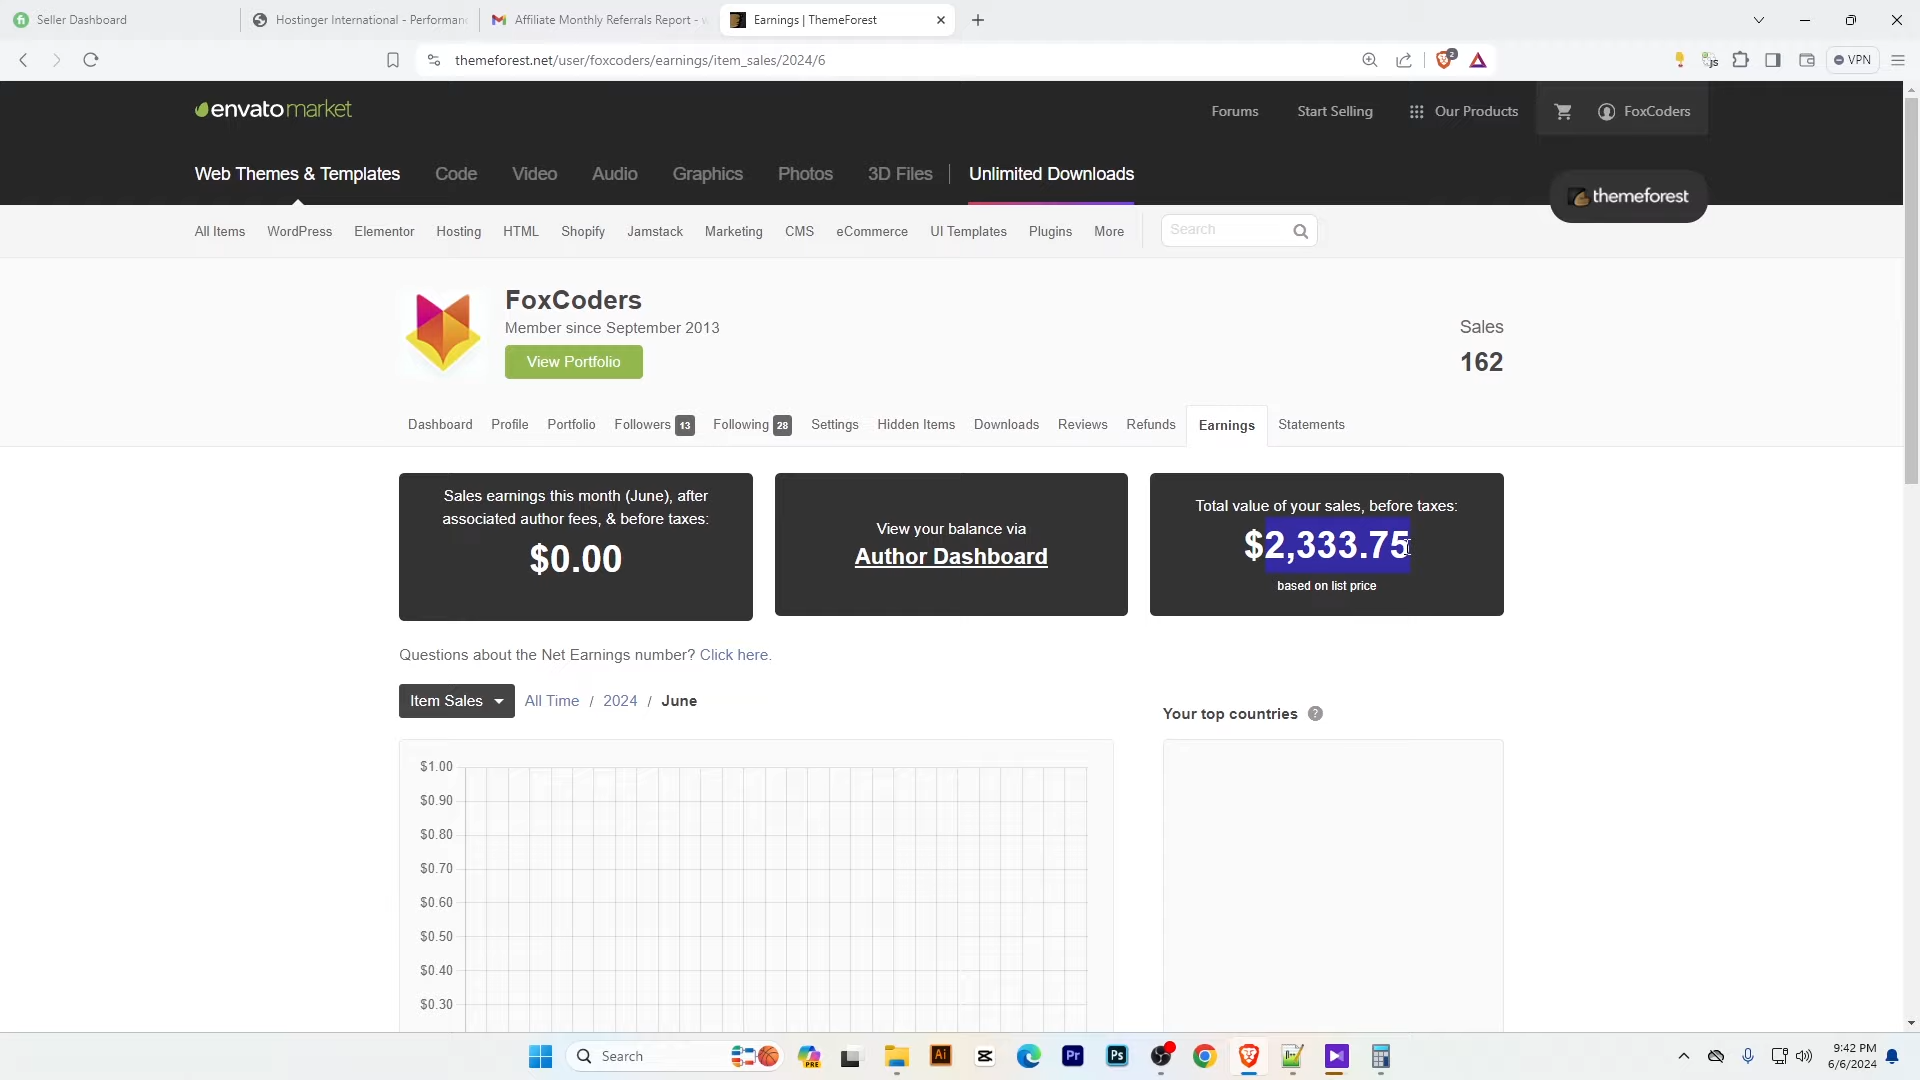 Seller Dashboard
Hostinger International - Performan
Affiliate Monthly Referrals Report - w
Earnings | ThemeForest
themeforest.net/user/foxcoders/earnings/item_sales/2024/6
2
VPN
envatomarket
Forums
Start Selling
Our Products
FoxCoders
Web Themes & Templates
Code
Video
Audio
Graphics
Photos
3D Files
Unlimited Downloads
themeforest
All Items
WordPress
Elementor
Hosting
HTML
Shopify
Jamstack
Marketing
CMS
eCommerce
UI Templates
Plugins
More
Search
FoxCoders
Member since September 2013
View Portfolio
Sales
162
Dashboard
Profile
Portfolio
Followers 13
Following 28
Settings
Hidden Items
Downloads
Reviews
Refunds
Earnings
Statements
Sales earnings this month (June), after
associated author fees, & before taxes:
$0.00
View your balance via
Author Dashboard
Total value of your sales, before taxes:
$2,333.75
based on list price
Questions about the Net Earnings number? Click here.
Item Sales
All Time / 2024 / June
Your top countries ?
$1.00
$0.90
$0.80
$0.70
$0.60
$0.50
$0.40
$0.30
Search
PRE
Ai
Pr
Ps
9:42 PM
6/6/2024